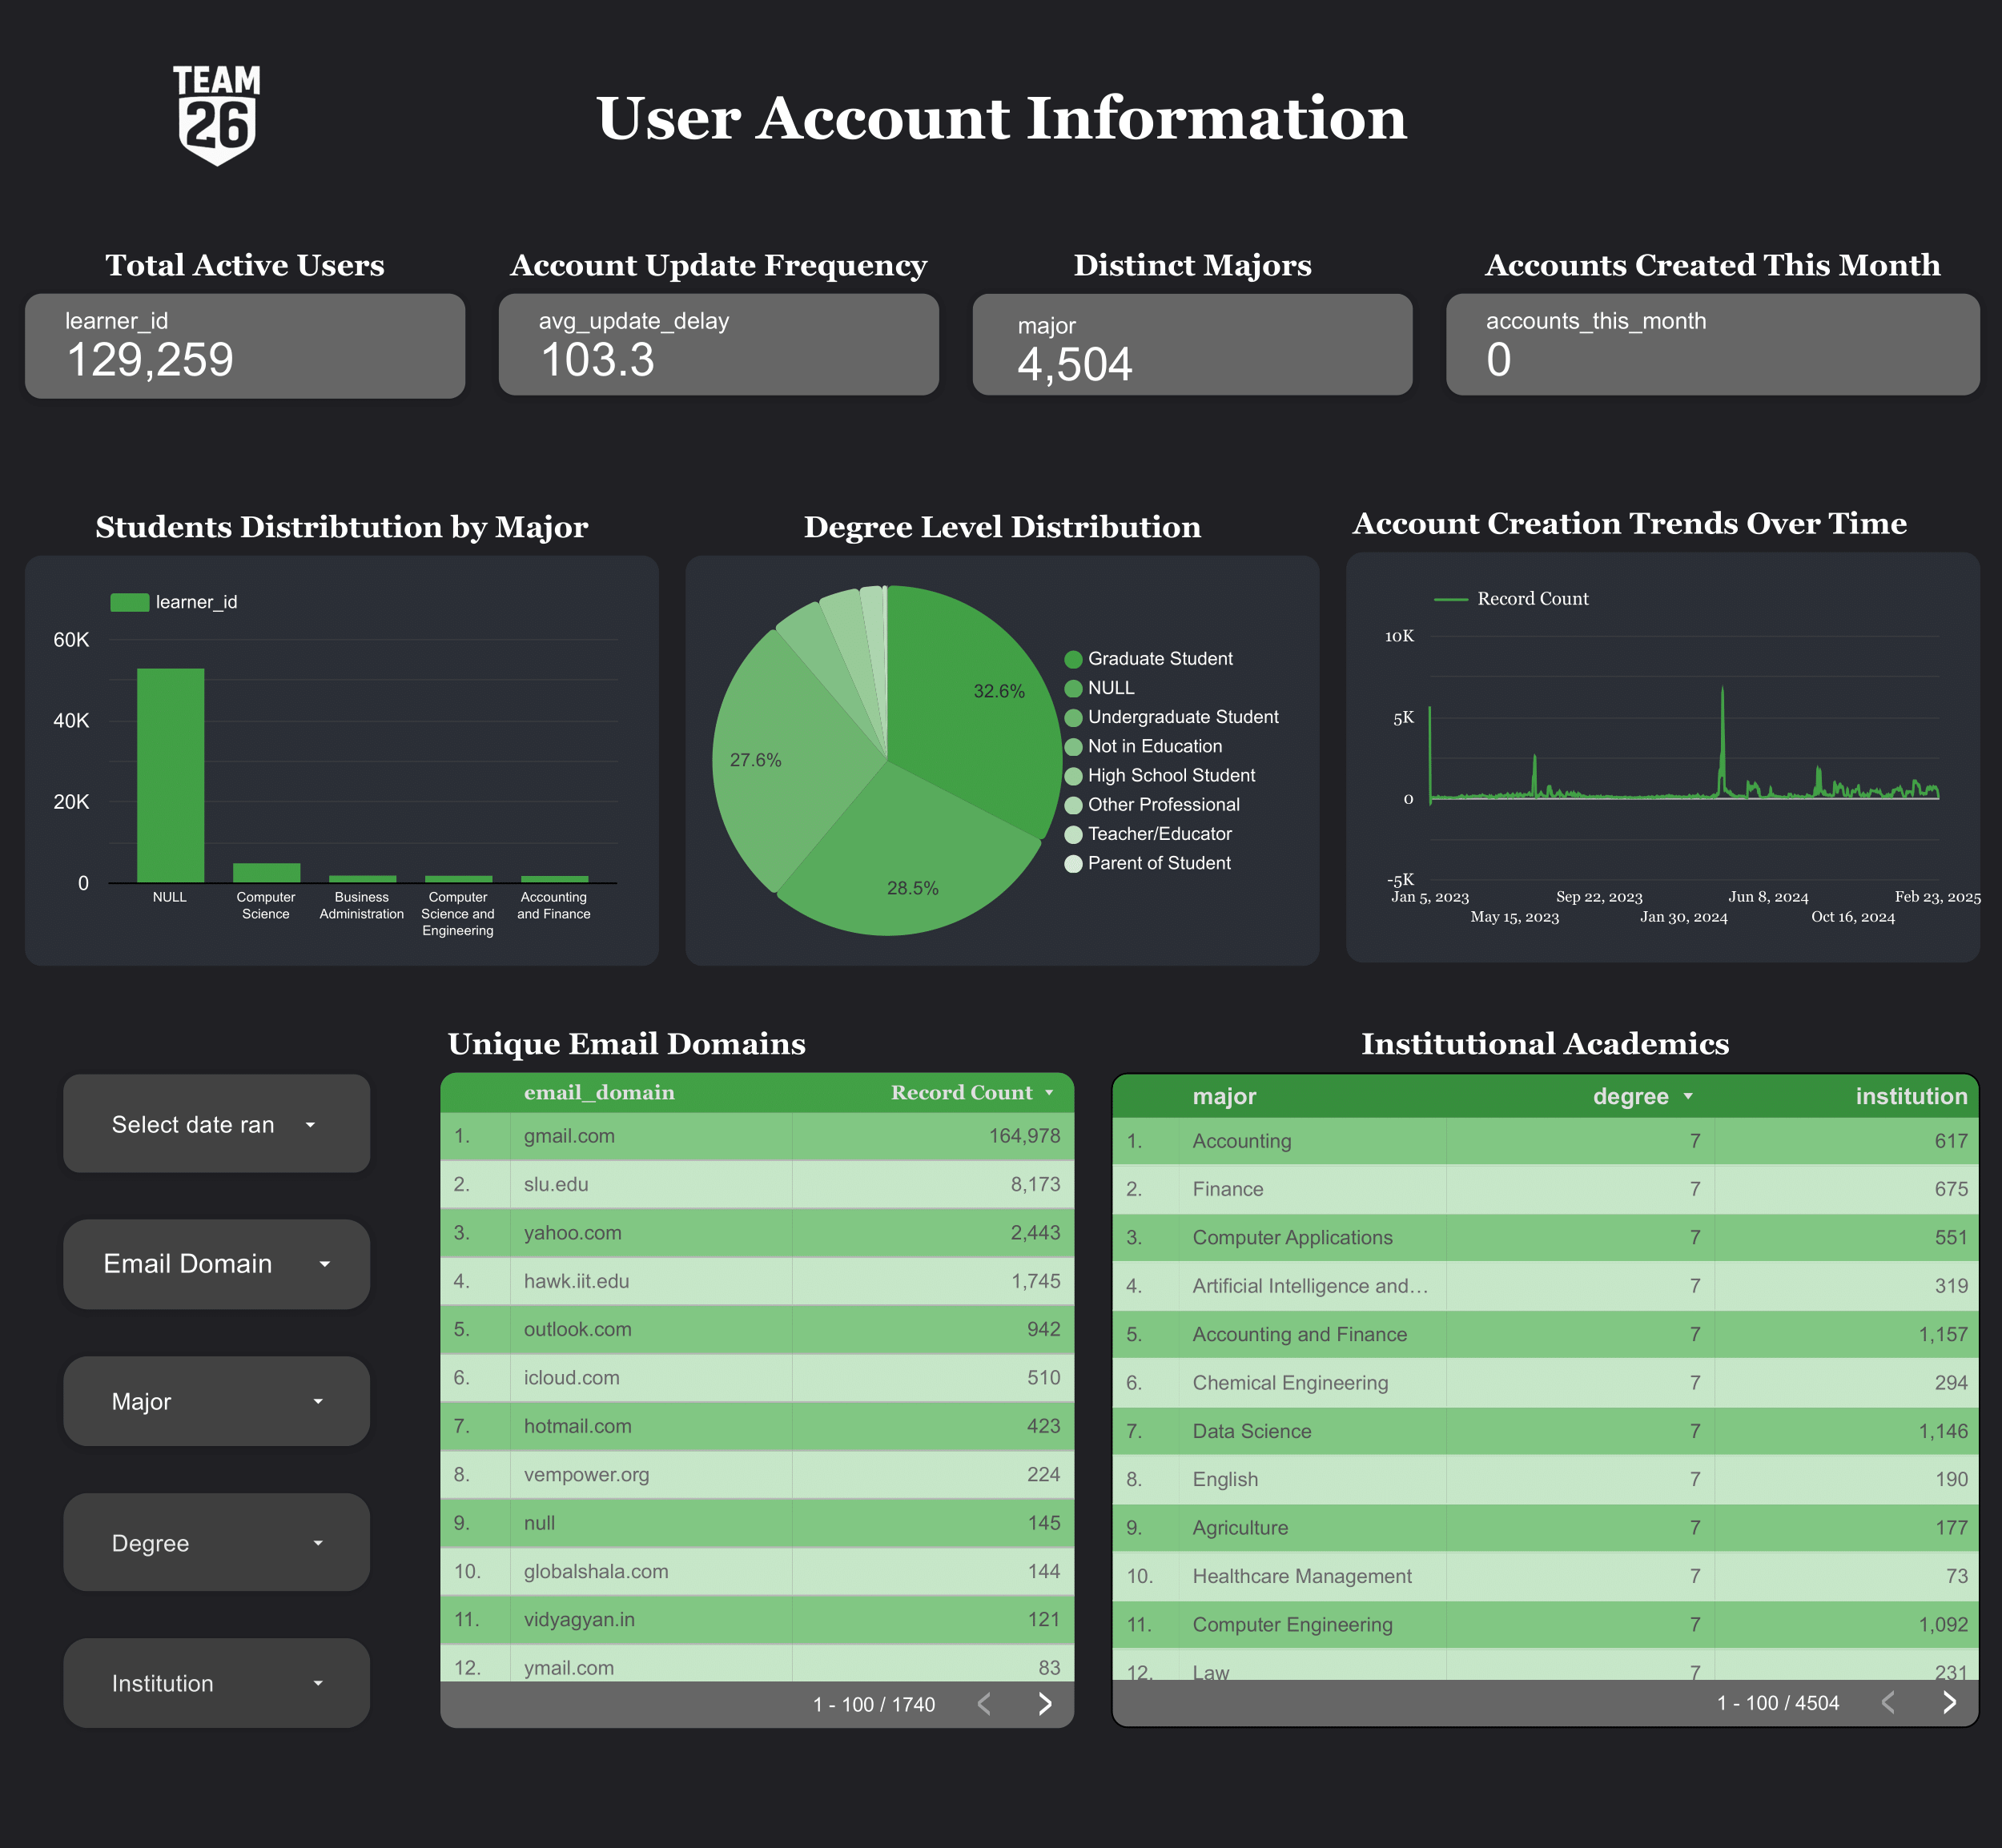 TEAM
26
User Account Information
Total Active Users
learner_id
129,259
Account Update Frequency
avg_update_delay
103.3
Distinct Majors
major
4,504
Accounts Created This Month
accounts_this_month
0
Students Distribtution by Major
learner_id
60K
40K
20K
0
NULL
Computer
Science
Business
Administration
Computer
Science and
Engineering
Accounting
and Finance
Degree Level Distribution
32.6%
27.6%
28.5%
Graduate Student
NULL
Undergraduate Student
Not in Education
High School Student
Other Professional
Teacher/Educator
Parent of Student
Account Creation Trends Over Time
Record Count
10K
5K
0
-5K
Jan 5, 2023
May 15, 2023
Sep 22, 2023
Jan 30, 2024
Jun 8, 2024
Oct 16, 2024
Feb 23, 2025
Select date ran
Email Domain
Major
Degree
Institution
Unique Email Domains
email_domain Record Count
1. gmail.com 164,978
2. slu.edu 8,173
3. yahoo.com 2,443
4. hawk.iit.edu 1,745
5. outlook.com 942
6. icloud.com 510
7. hotmail.com 423
8. vempower.org 224
9. null 145
10. globalshala.com 144
11. vidyagyan.in 121
12. ymail.com 83
1 - 100 / 1740
Institutional Academics
major degree institution
1. Accounting 7 617
2. Finance 7 675
3. Computer Applications 7 551
4. Artificial Intelligence and… 7 319
5. Accounting and Finance 7 1,157
6. Chemical Engineering 7 294
7. Data Science 7 1,146
8. English 7 190
9. Agriculture 7 177
10. Healthcare Management 7 73
11. Computer Engineering 7 1,092
12. Law 7 231
1 - 100 / 4504